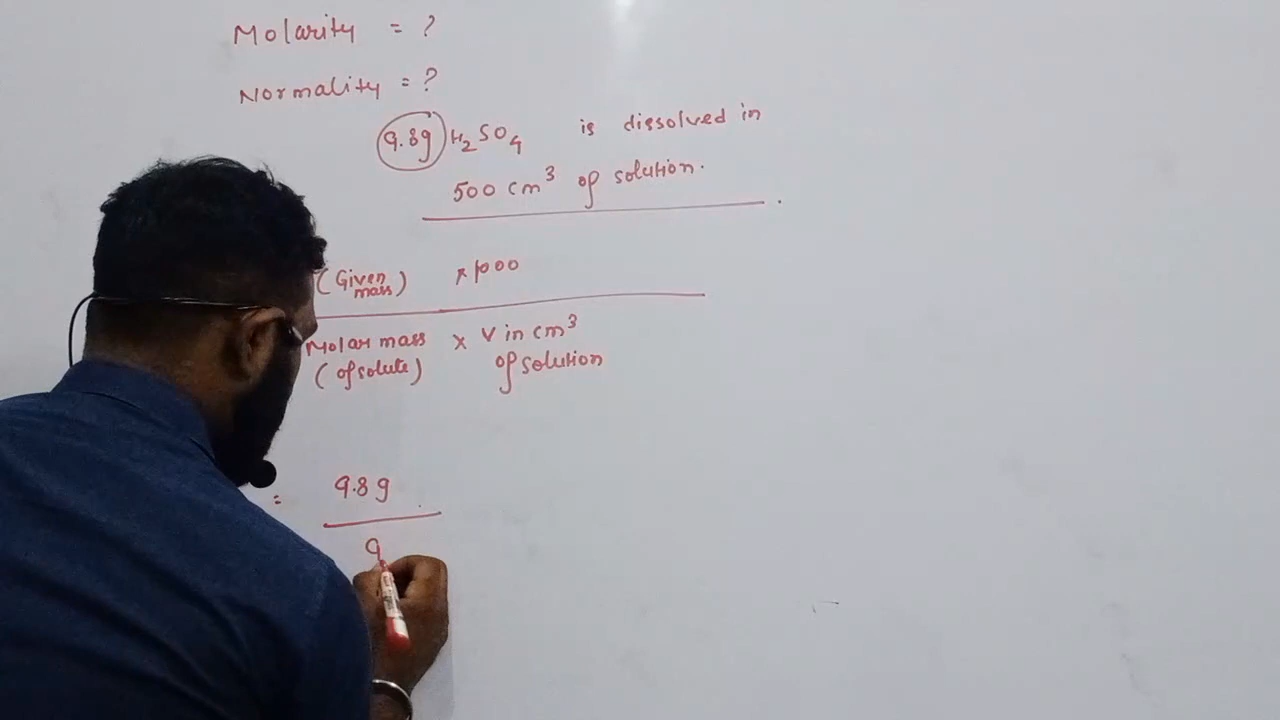 Molarity = ?
Normality = ?
9.8g H₂SO₄ is dissolved in
500 cm³ of solution.
(Given mass) x 1000
Molar mass (of solute) x V in cm³ of solution
= 9.8 g
9